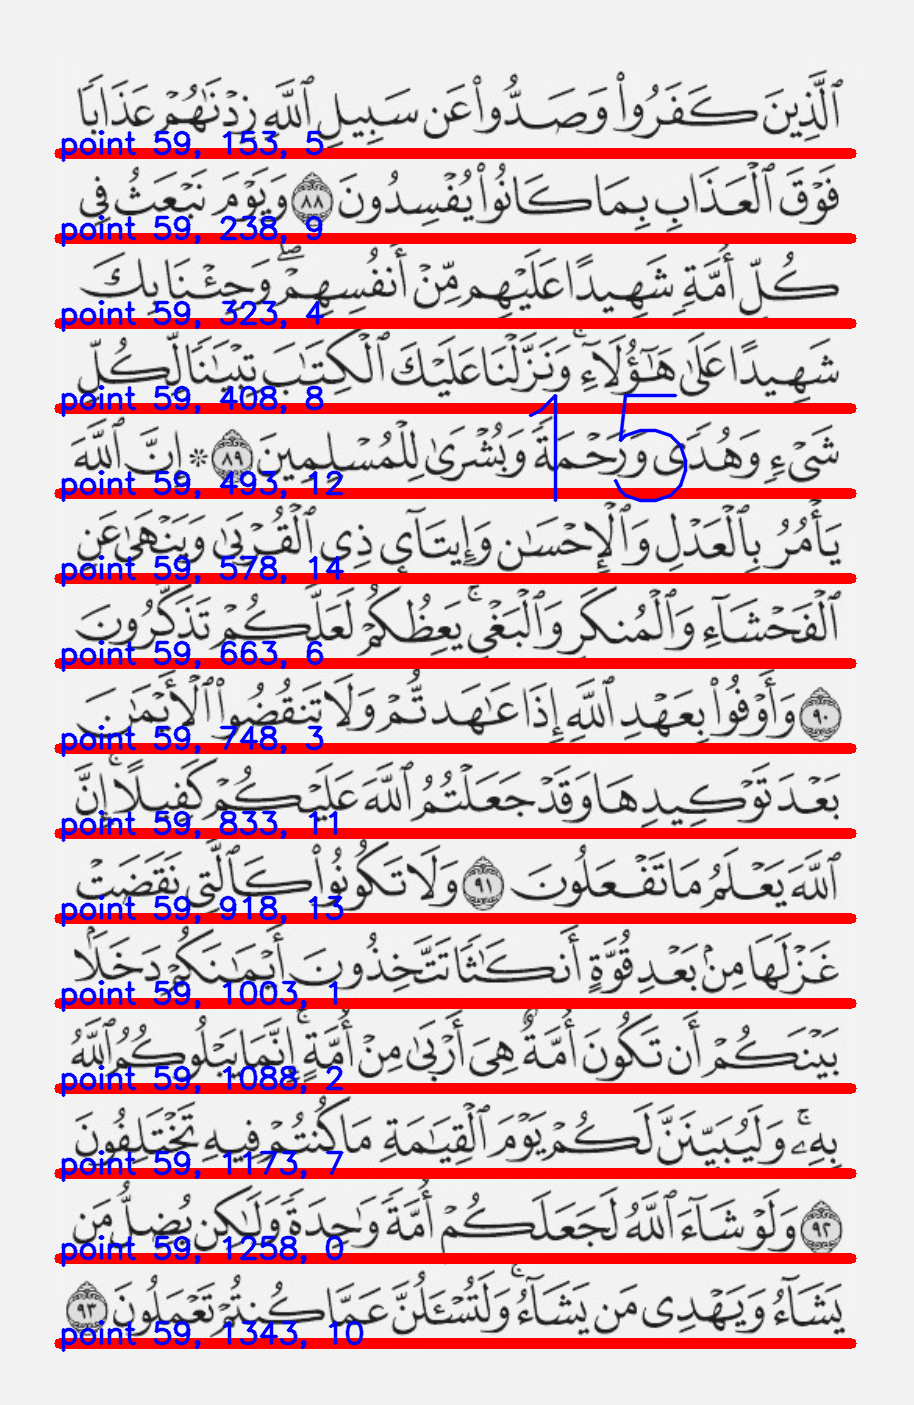 ٱلَّذِينَ كَفَرُوا۟ وَصَدُّوا۟ عَن سَبِيلِ ٱللَّهِ زِدْنَٰهُمْ عَذَابًا
point 59, 153, 5
فَوْقَ ٱلْعَذَابِ بِمَا كَانُوا۟ يُفْسِدُونَ ٨٨ وَيَوْمَ نَبْعَثُ فِى
point 59, 238, 9
كُلِّ أُمَّةٍ شَهِيدًا عَلَيْهِم مِّنْ أَنفُسِهِمْ ۖ وَجِئْنَا بِكَ
point 59, 323, 4
شَهِيدًا عَلَىٰ هَٰٓؤُلَآءِ ۚ وَنَزَّلْنَا عَلَيْكَ ٱلْكِتَٰبَ تِبْيَٰنًا لِّكُلِّ
point 59, 408, 8
15
شَىْءٍ وَهُدًى وَرَحْمَةً وَبُشْرَىٰ لِلْمُسْلِمِينَ ٨٩ ۞ إِنَّ ٱللَّهَ
point 59, 493, 12
يَأْمُرُ بِٱلْعَدْلِ وَٱلْإِحْسَٰنِ وَإِيتَآئِ ذِى ٱلْقُرْبَىٰ وَيَنْهَىٰ عَنِ
point 59, 578, 14
ٱلْفَحْشَآءِ وَٱلْمُنكَرِ وَٱلْبَغْىِ ۚ يَعِظُكُمْ لَعَلَّكُمْ تَذَكَّرُونَ
point 59, 663, 6
٩٠ وَأَوْفُوا۟ بِعَهْدِ ٱللَّهِ إِذَا عَٰهَدتُّمْ وَلَا تَنقُضُوا۟ ٱلْأَيْمَٰنَ
point 59, 748, 3
بَعْدَ تَوْكِيدِهَا وَقَدْ جَعَلْتُمُ ٱللَّهَ عَلَيْكُمْ كَفِيلًا ۚ إِنَّ
point 59, 833, 11
ٱللَّهَ يَعْلَمُ مَا تَفْعَلُونَ ٩١ وَلَا تَكُونُوا۟ كَٱلَّتِى نَقَضَتْ
point 59, 918, 13
غَزْلَهَا مِنۢ بَعْدِ قُوَّةٍ أَنكَٰثًا تَتَّخِذُونَ أَيْمَٰنَكُمْ دَخَلًۢا
point 59, 1003, 1
بَيْنَكُمْ أَن تَكُونَ أُمَّةٌ هِىَ أَرْبَىٰ مِنْ أُمَّةٍ ۚ إِنَّمَا يَبْلُوكُمُ ٱللَّهُ
point 59, 1088, 2
بِهِۦ ۚ وَلَيُبَيِّنَنَّ لَكُمْ يَوْمَ ٱلْقِيَٰمَةِ مَا كُنتُمْ فِيهِ تَخْتَلِفُونَ
point 59, 1173, 7
٩٢ وَلَوْ شَآءَ ٱللَّهُ لَجَعَلَكُمْ أُمَّةً وَٰحِدَةً وَلَٰكِن يُضِلُّ مَن
point 59, 1258, 0
يَشَآءُ وَيَهْدِى مَن يَشَآءُ ۚ وَلَتُسْـَٔلُنَّ عَمَّا كُنتُمْ تَعْمَلُونَ ٩٣
point 59, 1343, 10